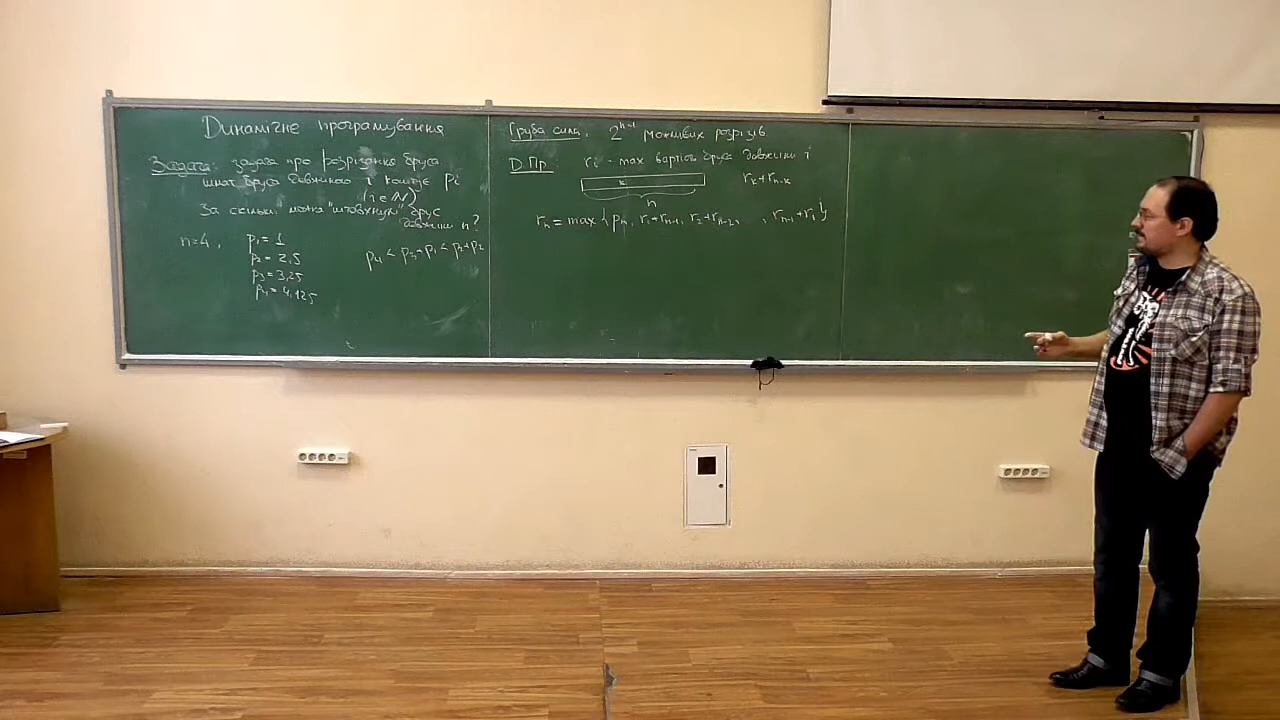 Динамічне програмування
Задача: задача про розрізання бруса
шмат бруса довжиною i коштує pi
(i ∈ N)
За скільки можна "штовхнути" брус
довжини n?
n=4, p₁ = 1
p₂ = 2,5
p₃ = 3,25
p₄ = 4,125
p₄ < p₃+p₁ < p₂+p₂
Груба сила: 2ⁿ⁻¹ можливих розрізів
Д.Пр: rᵢ - max вартість бруса довжини i
k
n
rₖ+rₙ₋ₖ
rₙ = max { pₙ, r₁+rₙ₋₁, r₂+rₙ₋₂, , rₙ₋₁+r₁ }